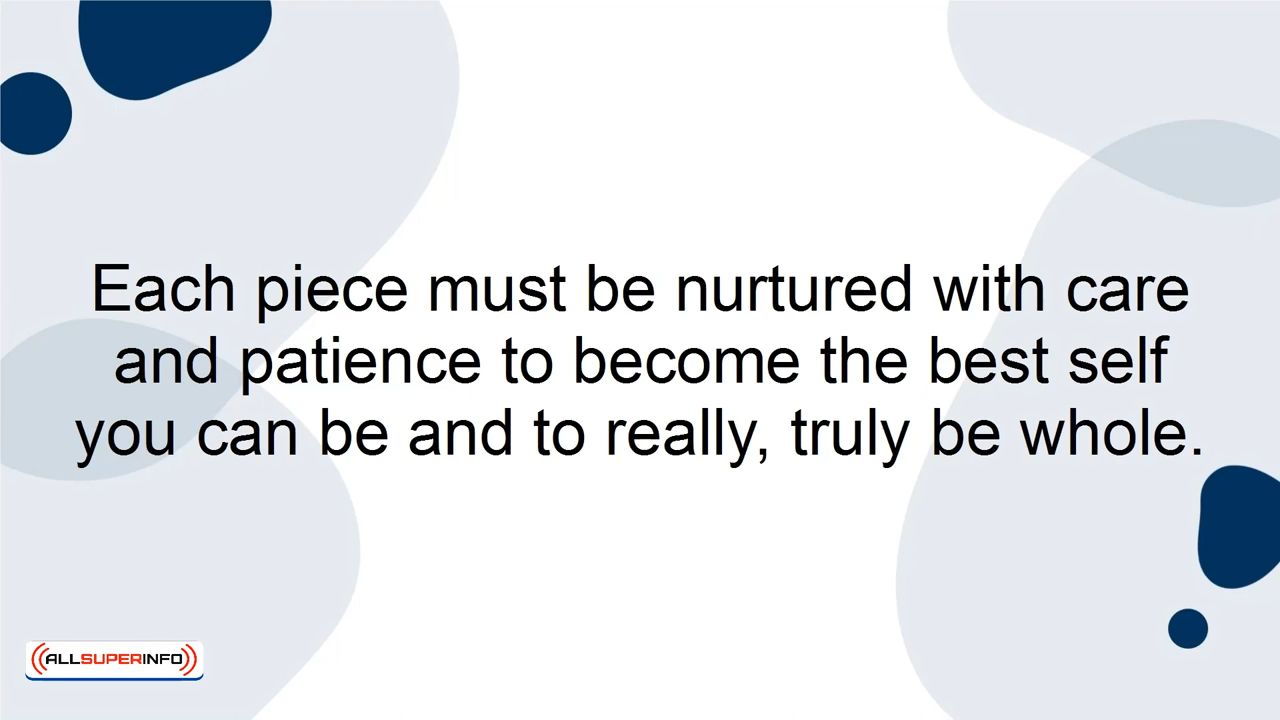 Each piece must be nurtured with care
and patience to become the best self
you can be and to really, truly be whole.
ALLSUPERINFO